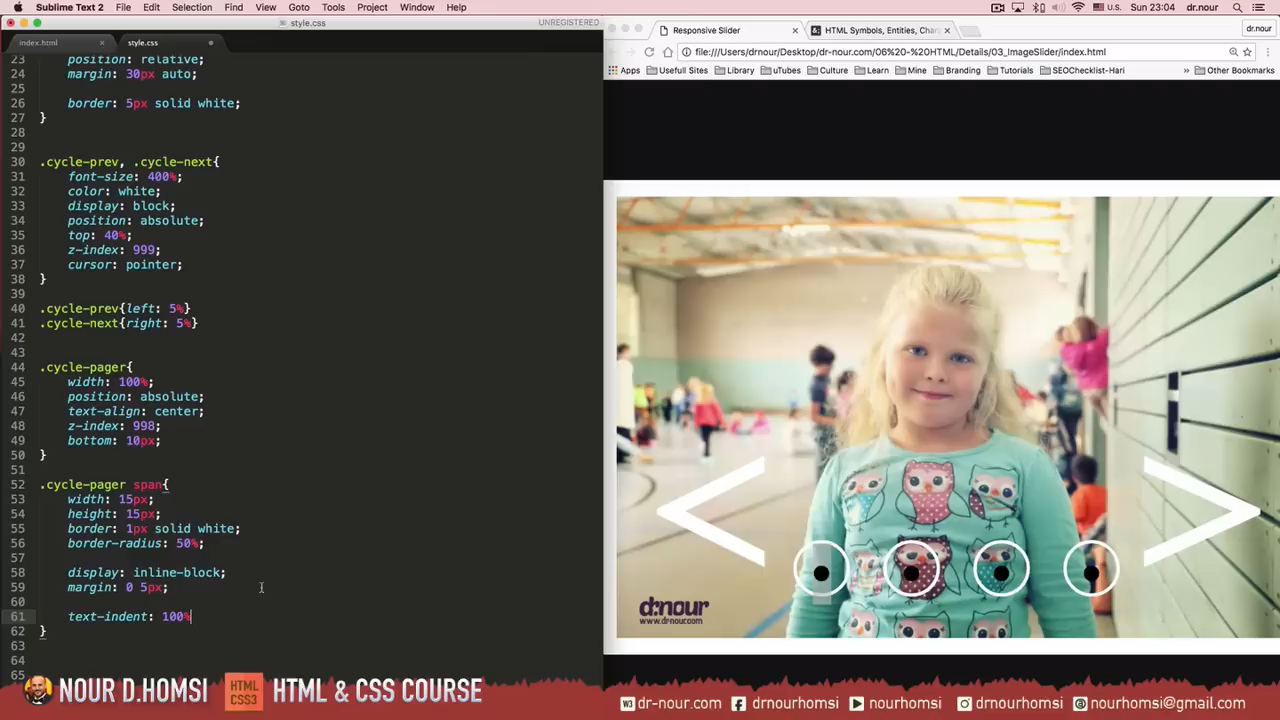 Sublime Text 2 File Edit Selection Find View Goto Tools Project Window Help U.S. Sun 23:04 dr.nour
style.css UNREGISTERED
index.html style.css
23 position: relative;
24 margin: 30px auto;
25
26 border: 5px solid white;
27 }
28
29
30 .cycle-prev, .cycle-next{
31 font-size: 400%;
32 color: white;
33 display: block;
34 position: absolute;
35 top: 40%;
36 z-index: 999;
37 cursor: pointer;
38 }
39
40 .cycle-prev{left: 5%}
41 .cycle-next{right: 5%}
42
43
44 .cycle-pager{
45 width: 100%;
46 position: absolute;
47 text-align: center;
48 z-index: 998;
49 bottom: 10px;
50 }
51
52 .cycle-pager span{
53 width: 15px;
54 height: 15px;
55 border: 1px solid white;
56 border-radius: 50%;
57
58 display: inline-block;
59 margin: 0 5px;
60
61 text-indent: 100%
62 }
63
64
65
Responsive Slider HTML Symbols, Entities, Char dr.nour
file:///Users/drnour/Desktop/dr-nour.com/06%20-%20HTML/Details/03_ImageSlider/index.html
Apps Usefull Sites Library uTubes Culture Learn Mine Branding Tutorials SEOChecklist-Hari » Other Bookmarks
< >
d:nour
www.dr-nour.com
HTML
CSS3
NOUR D.HOMSI HTML & CSS COURSE
W3 dr-nour.com drnourhomsi nourhomsi drnourhomsi nourhomsi@gmail.com